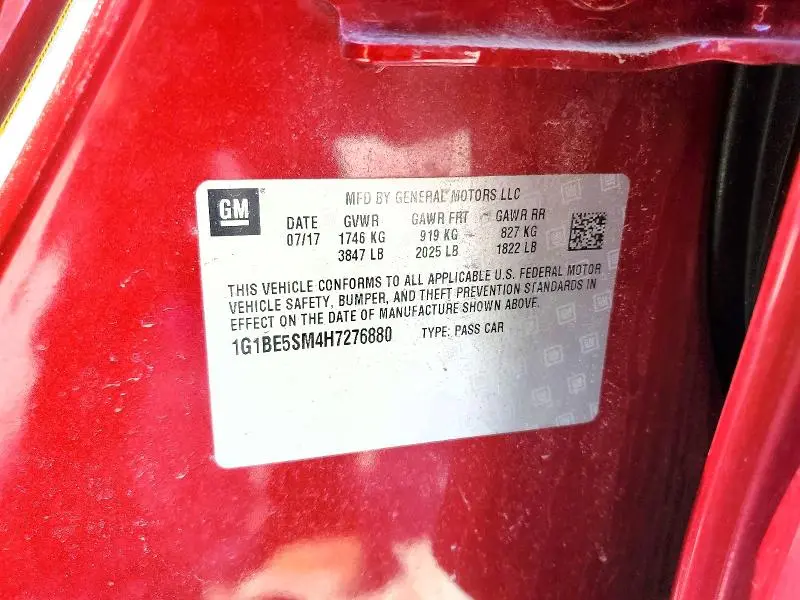 GM
MFD BY GENERAL MOTORS LLC
DATE GVWR GAWR FRT GAWR RR
07/17 1746 KG 919 KG 827 KG
3847 LB 2025 LB 1822 LB
THIS VEHICLE CONFORMS TO ALL APPLICABLE U.S. FEDERAL MOTOR
VEHICLE SAFETY, BUMPER, AND THEFT PREVENTION STANDARDS IN
EFFECT ON THE DATE OF MANUFACTURE SHOWN ABOVE.
1G1BE5SM4H7276880 TYPE: PASS CAR